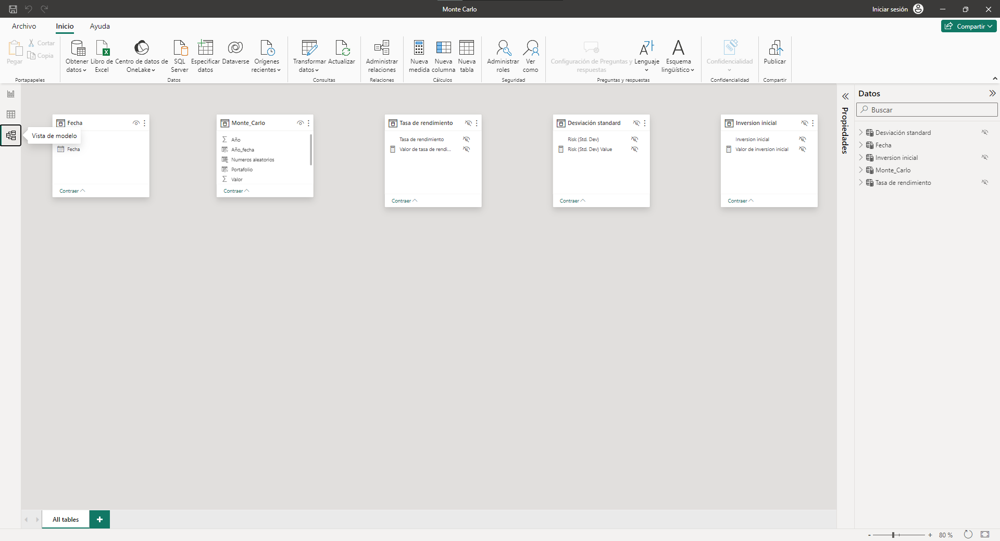 Monte Carlo
Iniciar sesión
Archivo
Inicio
Ayuda
Compartir
Pegar
Cortar
Copia
Portapapeles
Obtener datos
Libro de Excel
Centro de datos de OneLake
SQL Server
Especificar datos
Dataverse
Orígenes recientes
Datos
Transformar datos
Actualizar
Consultas
Administrar relaciones
Relaciones
Nueva medida
Nueva columna
Nueva tabla
Cálculos
Administrar roles
Ver como
Seguridad
Configuración de Preguntas y respuestas
Lenguaje
Esquema lingüístico
Preguntas y respuestas
Confidencialidad
Confidencialidad
Publicar
Compartir
Vista de modelo
Fecha
Fecha
Contraer
Monte_Carlo
Año
Año_fecha
Numeros aleatorios
Portafolio
Valor
Contraer
Tasa de rendimiento
Tasa de rendimiento
Valor de tasa de rendi...
Contraer
Desviación standard
Risk (Std. Dev)
Risk (Std. Dev) Value
Contraer
Inversion inicial
Inversion inicial
Valor de inversion inicial
Contraer
Propiedades
Datos
Buscar
Desviación standard
Fecha
Inversion inicial
Monte_Carlo
Tasa de rendimiento
All tables
+
- + 80 %